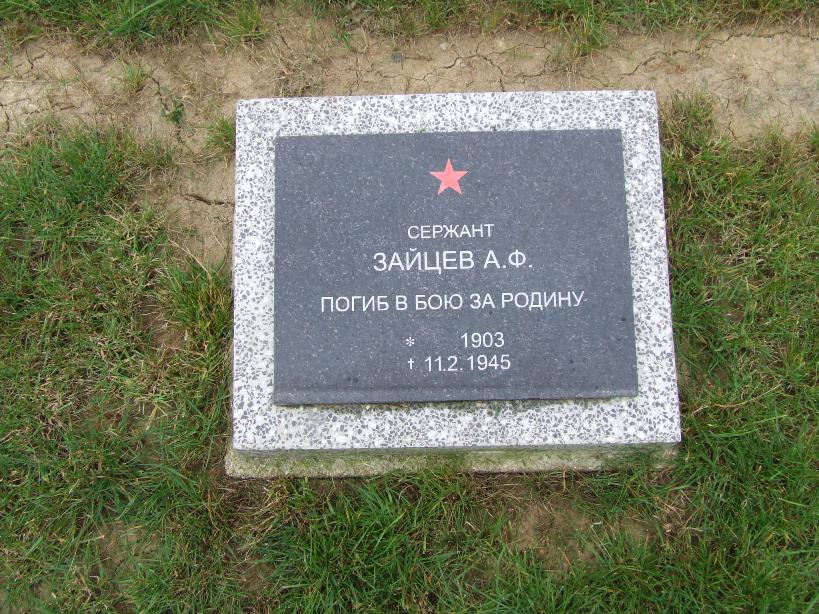 СЕРЖАНТ
ЗАЙЦЕВ А.Ф.
ПОГИБ В БОЮ ЗА РОДИНУ
* 1903
† 11.2.1945